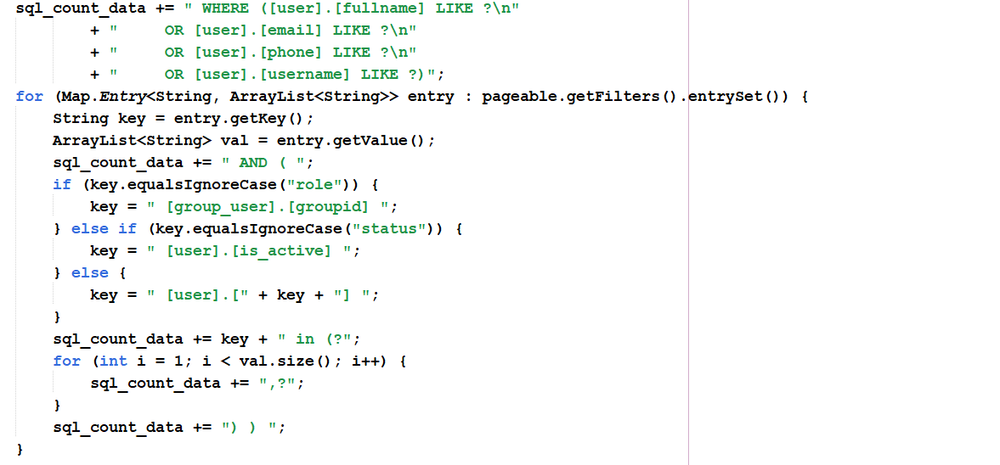 sql_count_data += " WHERE ([user].[fullname] LIKE ?\n"
        + "     OR [user].[email] LIKE ?\n"
        + "     OR [user].[phone] LIKE ?\n"
        + "     OR [user].[username] LIKE ?)";
for (Map.Entry<String, ArrayList<String>> entry : pageable.getFilters().entrySet()) {
    String key = entry.getKey();
    ArrayList<String> val = entry.getValue();
    sql_count_data += " AND ( ";
    if (key.equalsIgnoreCase("role")) {
        key = " [group_user].[groupid] ";
    } else if (key.equalsIgnoreCase("status")) {
        key = " [user].[is_active] ";
    } else {
        key = " [user].[" + key + "] ";
    }
    sql_count_data += key + " in (?";
    for (int i = 1; i < val.size(); i++) {
        sql_count_data += ",?";
    }
    sql_count_data += ") ) ";
}